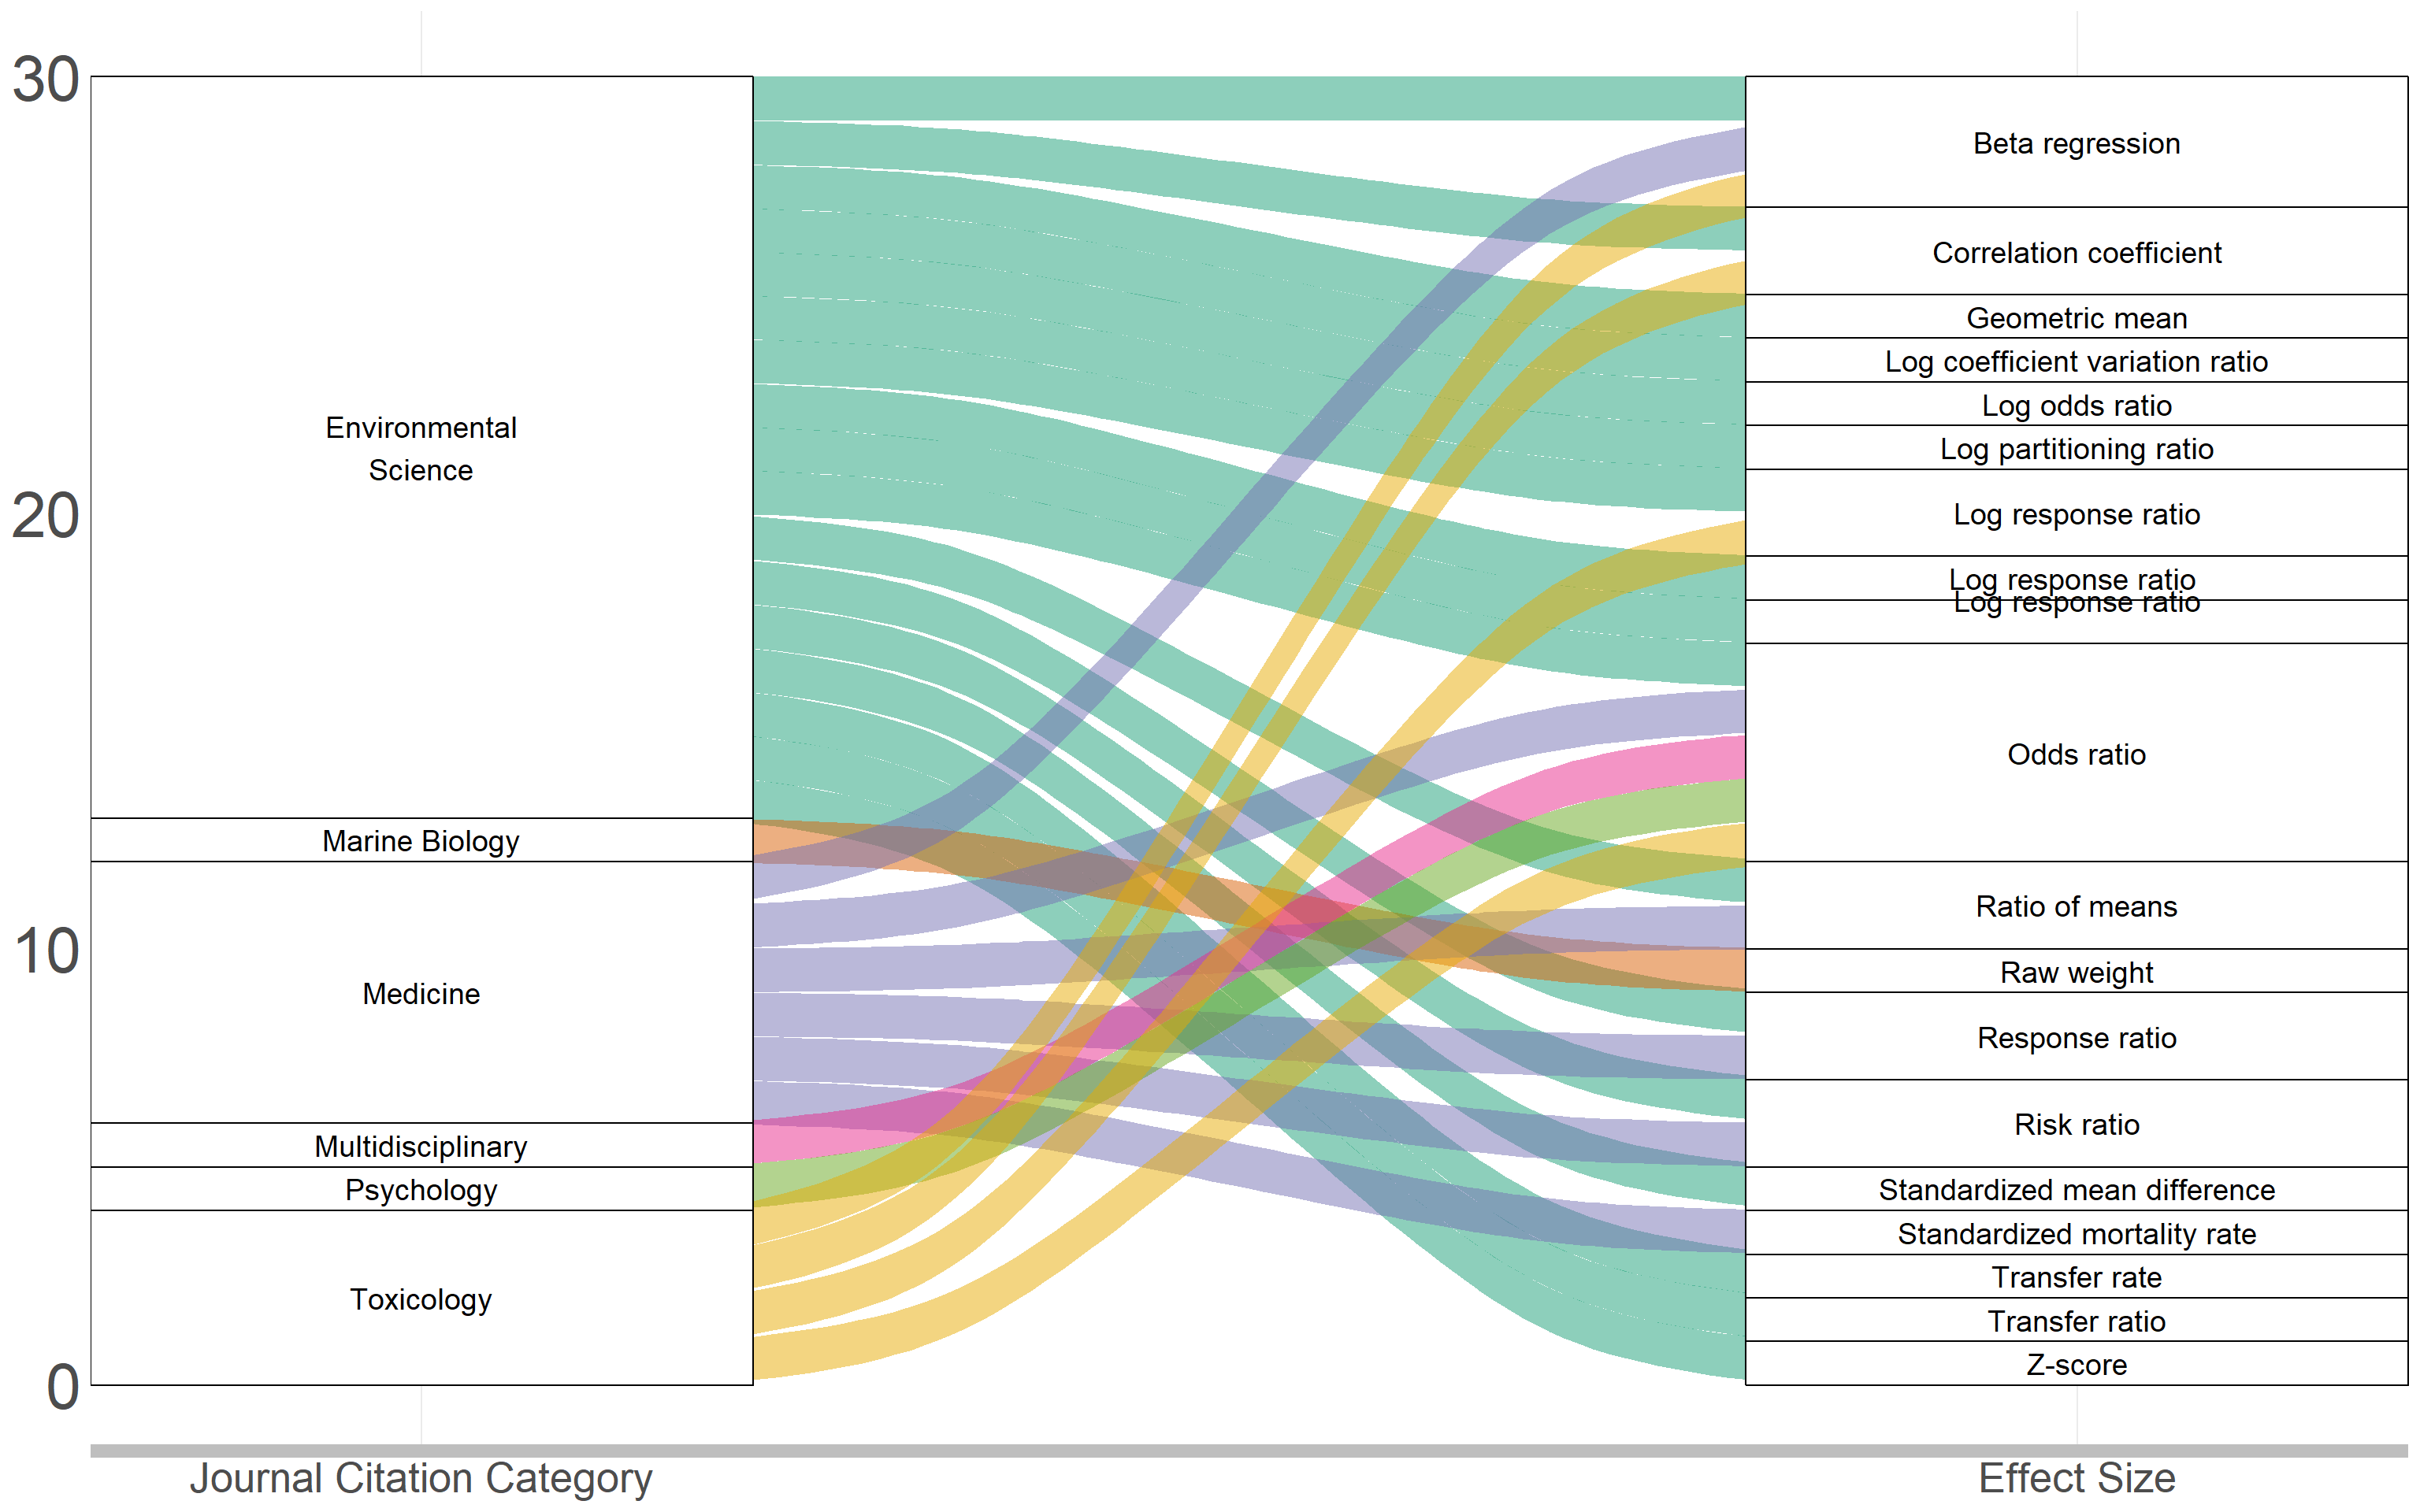 30
20
10
0
Environmental
Science
Marine Biology
Medicine
Multidisciplinary
Psychology
Toxicology
Beta regression
Correlation coefficient
Geometric mean
Log coefficient variation ratio
Log odds ratio
Log partitioning ratio
Log response ratio
Log response ratio
Log response ratio
Odds ratio
Ratio of means
Raw weight
Response ratio
Risk ratio
Standardized mean difference
Standardized mortality rate
Transfer rate
Transfer ratio
Z-score
Journal Citation Category
Effect Size